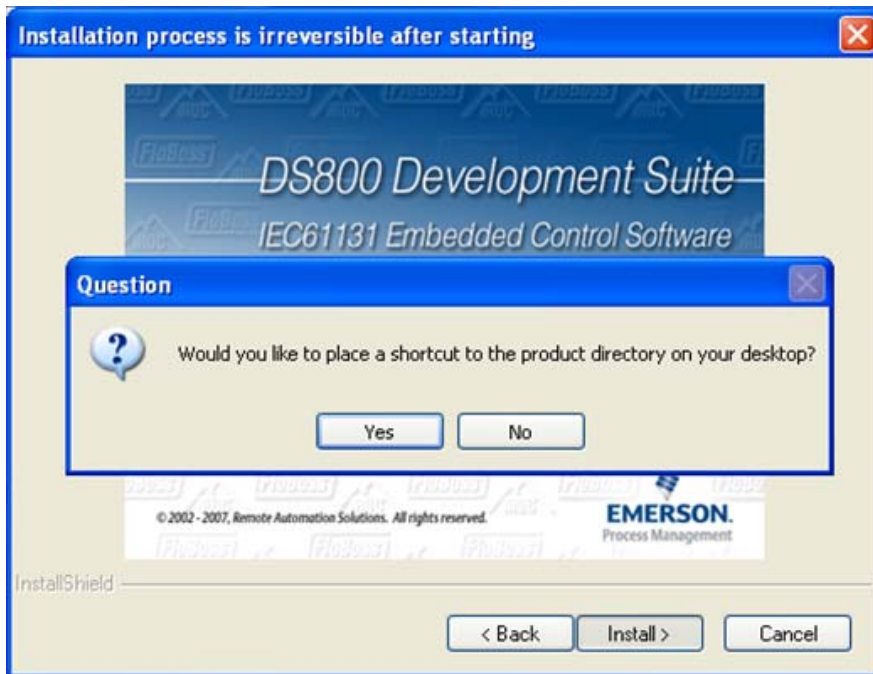 Installation process is irreversible after starting
DS800 Development Suite
IEC61131 Embedded Control Software
Question
?
Would you like to place a shortcut to the product directory on your desktop?
Yes
No
© 2002 - 2007, Remote Automation Solutions. All rights reserved.
EMERSON.
Process Management
InstallShield
< Back
Install >
Cancel